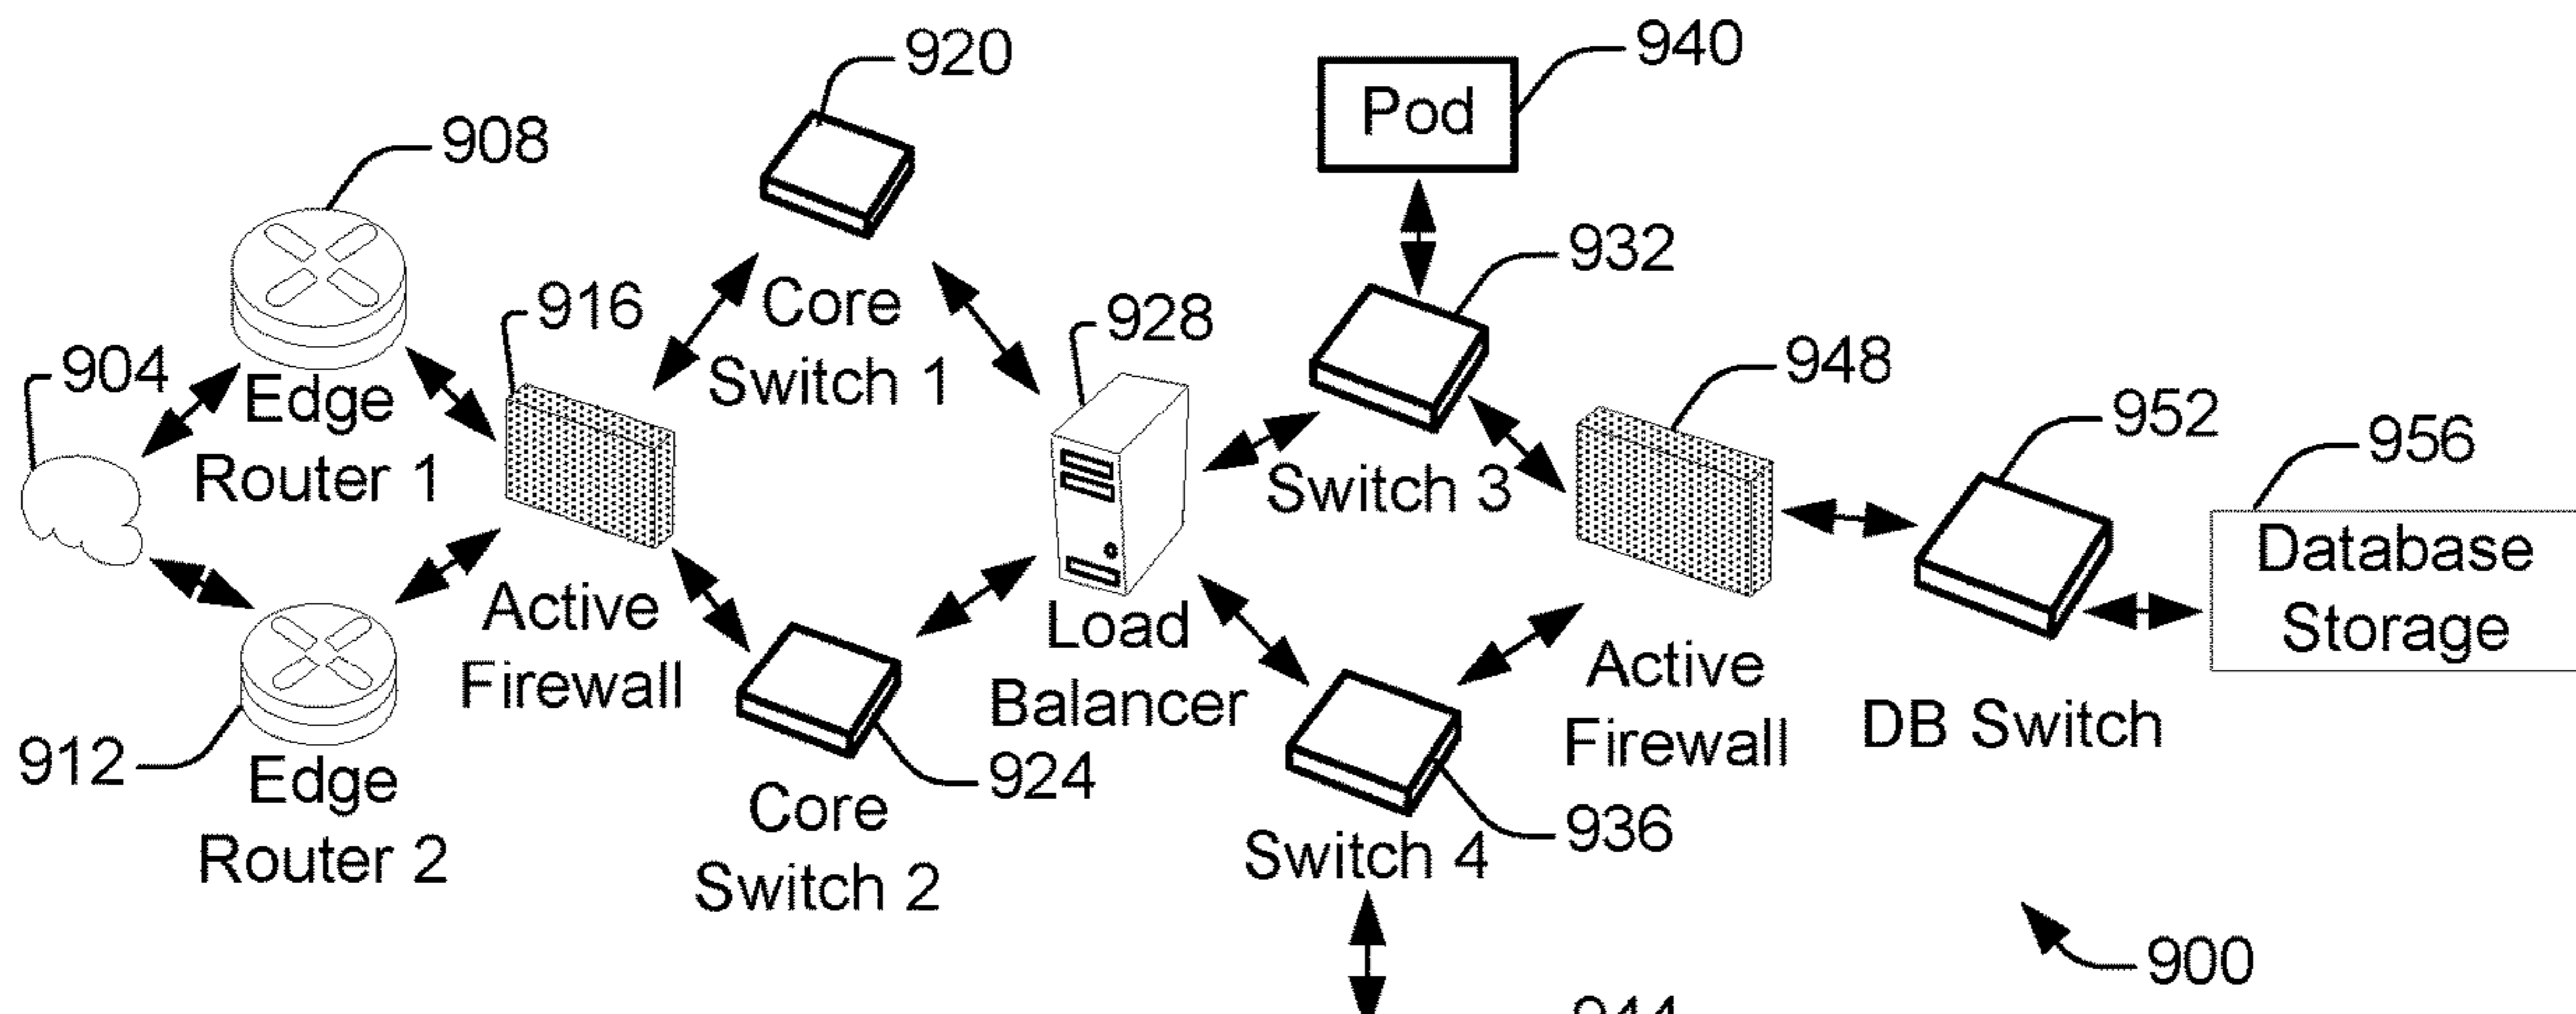 920
940
Pod
908
932
916
Core
Switch 1
928
904
Edge
Router 1
948
952
956
Switch 3
Database
Storage
Active
Firewall
Load
Balancer
Active
Firewall
DB Switch
912
Edge
Router 2
924
Core
Switch 2
936
Switch 4
900